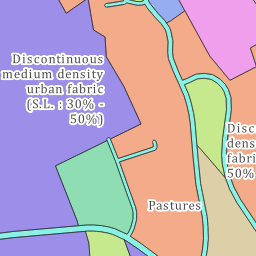 Discontinuous
medium density
urban fabric
(S.L. : 30% -
50%)
Disc
dens
fabri
50%
Pastures